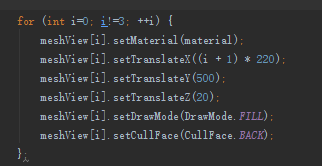 for (int i=0; i!=3; ++i) {
    meshView[i].setMaterial(material);
    meshView[i].setTranslateX((i + 1) * 220);
    meshView[i].setTranslateY(500);
    meshView[i].setTranslateZ(20);
    meshView[i].setDrawMode(DrawMode.FILL);
    meshView[i].setCullFace(CullFace.BACK);
};